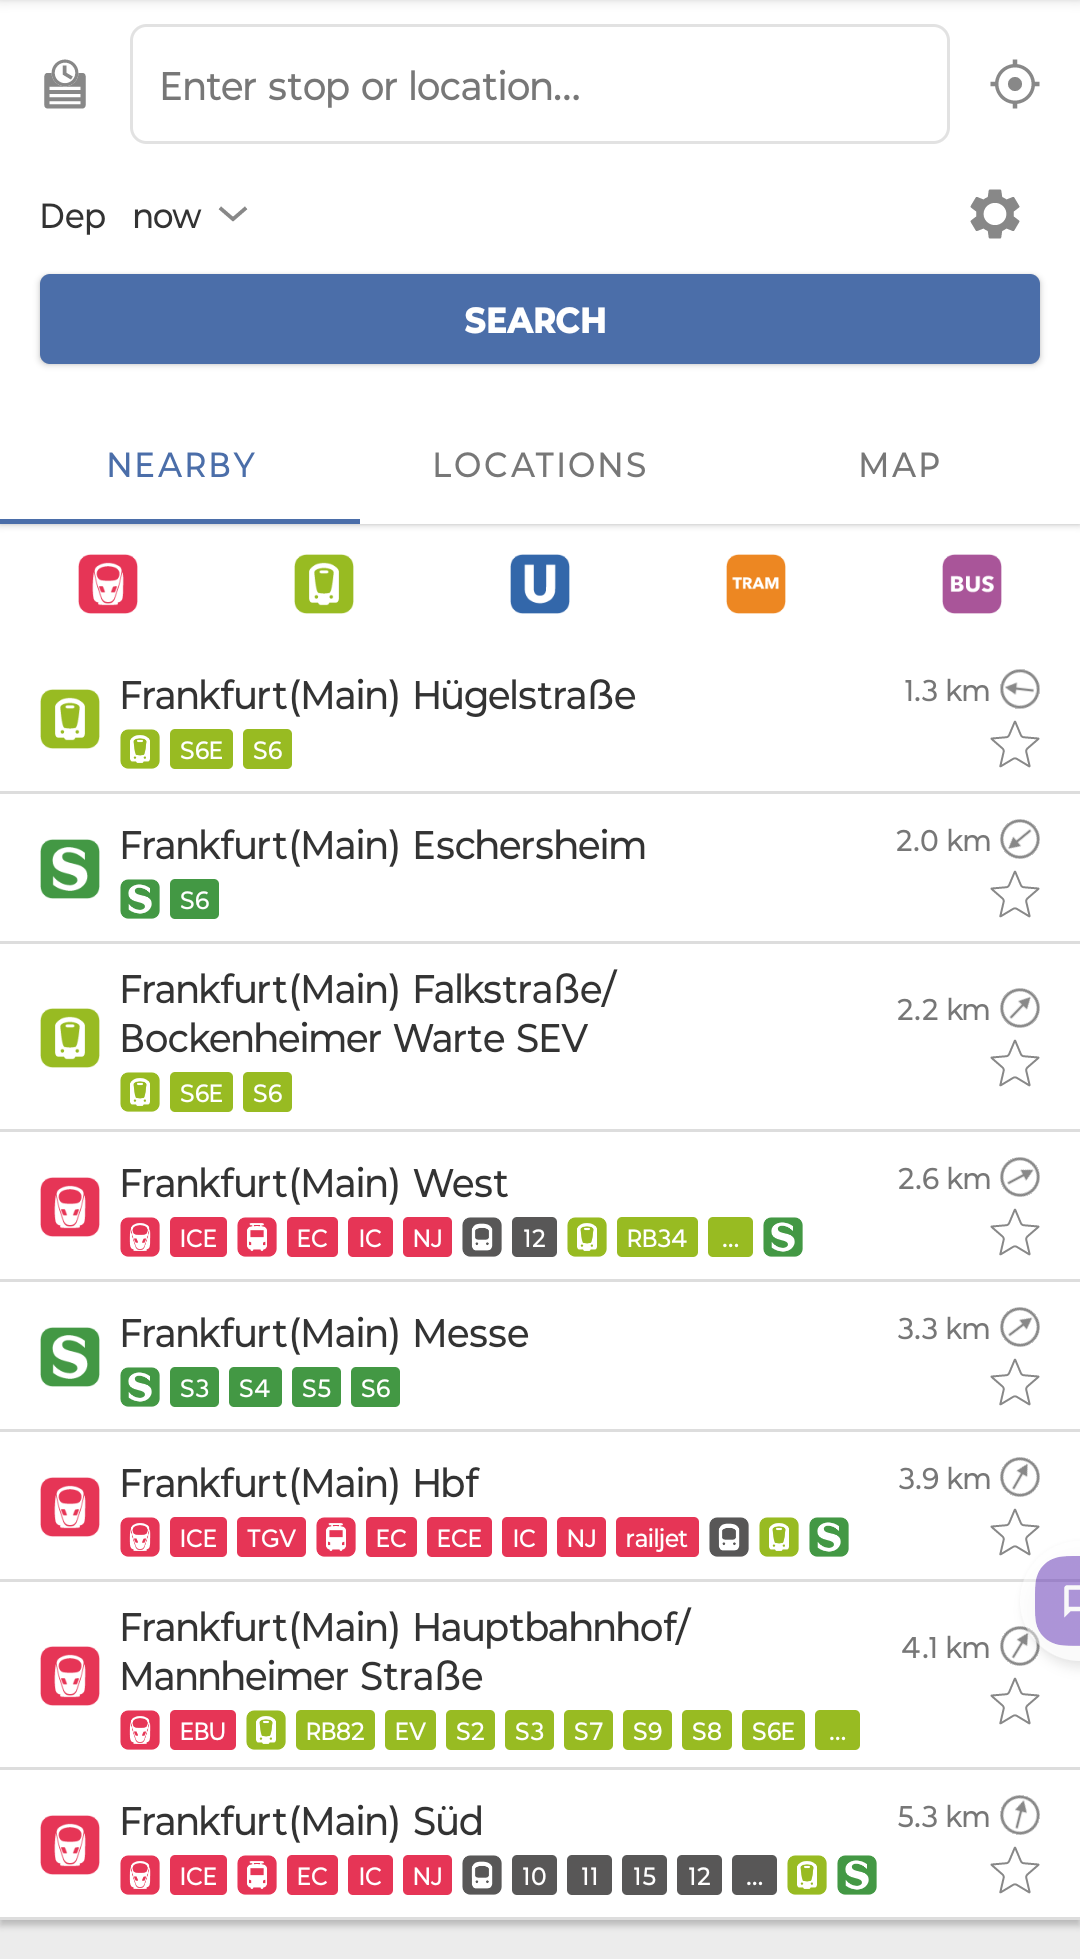 Enter stop or location...
Dep now
SEARCH
NEARBY LOCATIONS MAP
U TRAM BUS
Frankfurt(Main) Hügelstraße 1.3 km
S6E S6
S Frankfurt(Main) Eschersheim 2.0 km
S S6
Frankfurt(Main) Falkstraße/
Bockenheimer Warte SEV 2.2 km
S6E S6
Frankfurt(Main) West 2.6 km
ICE EC IC NJ 12 RB34 ... S
S Frankfurt(Main) Messe 3.3 km
S S3 S4 S5 S6
Frankfurt(Main) Hbf 3.9 km
ICE TGV EC ECE IC NJ railjet S
Frankfurt(Main) Hauptbahnhof/
Mannheimer Straße 4.1 km
EBU RB82 EV S2 S3 S7 S9 S8 S6E ...
Frankfurt(Main) Süd 5.3 km
ICE EC IC NJ 10 11 15 12 ... S